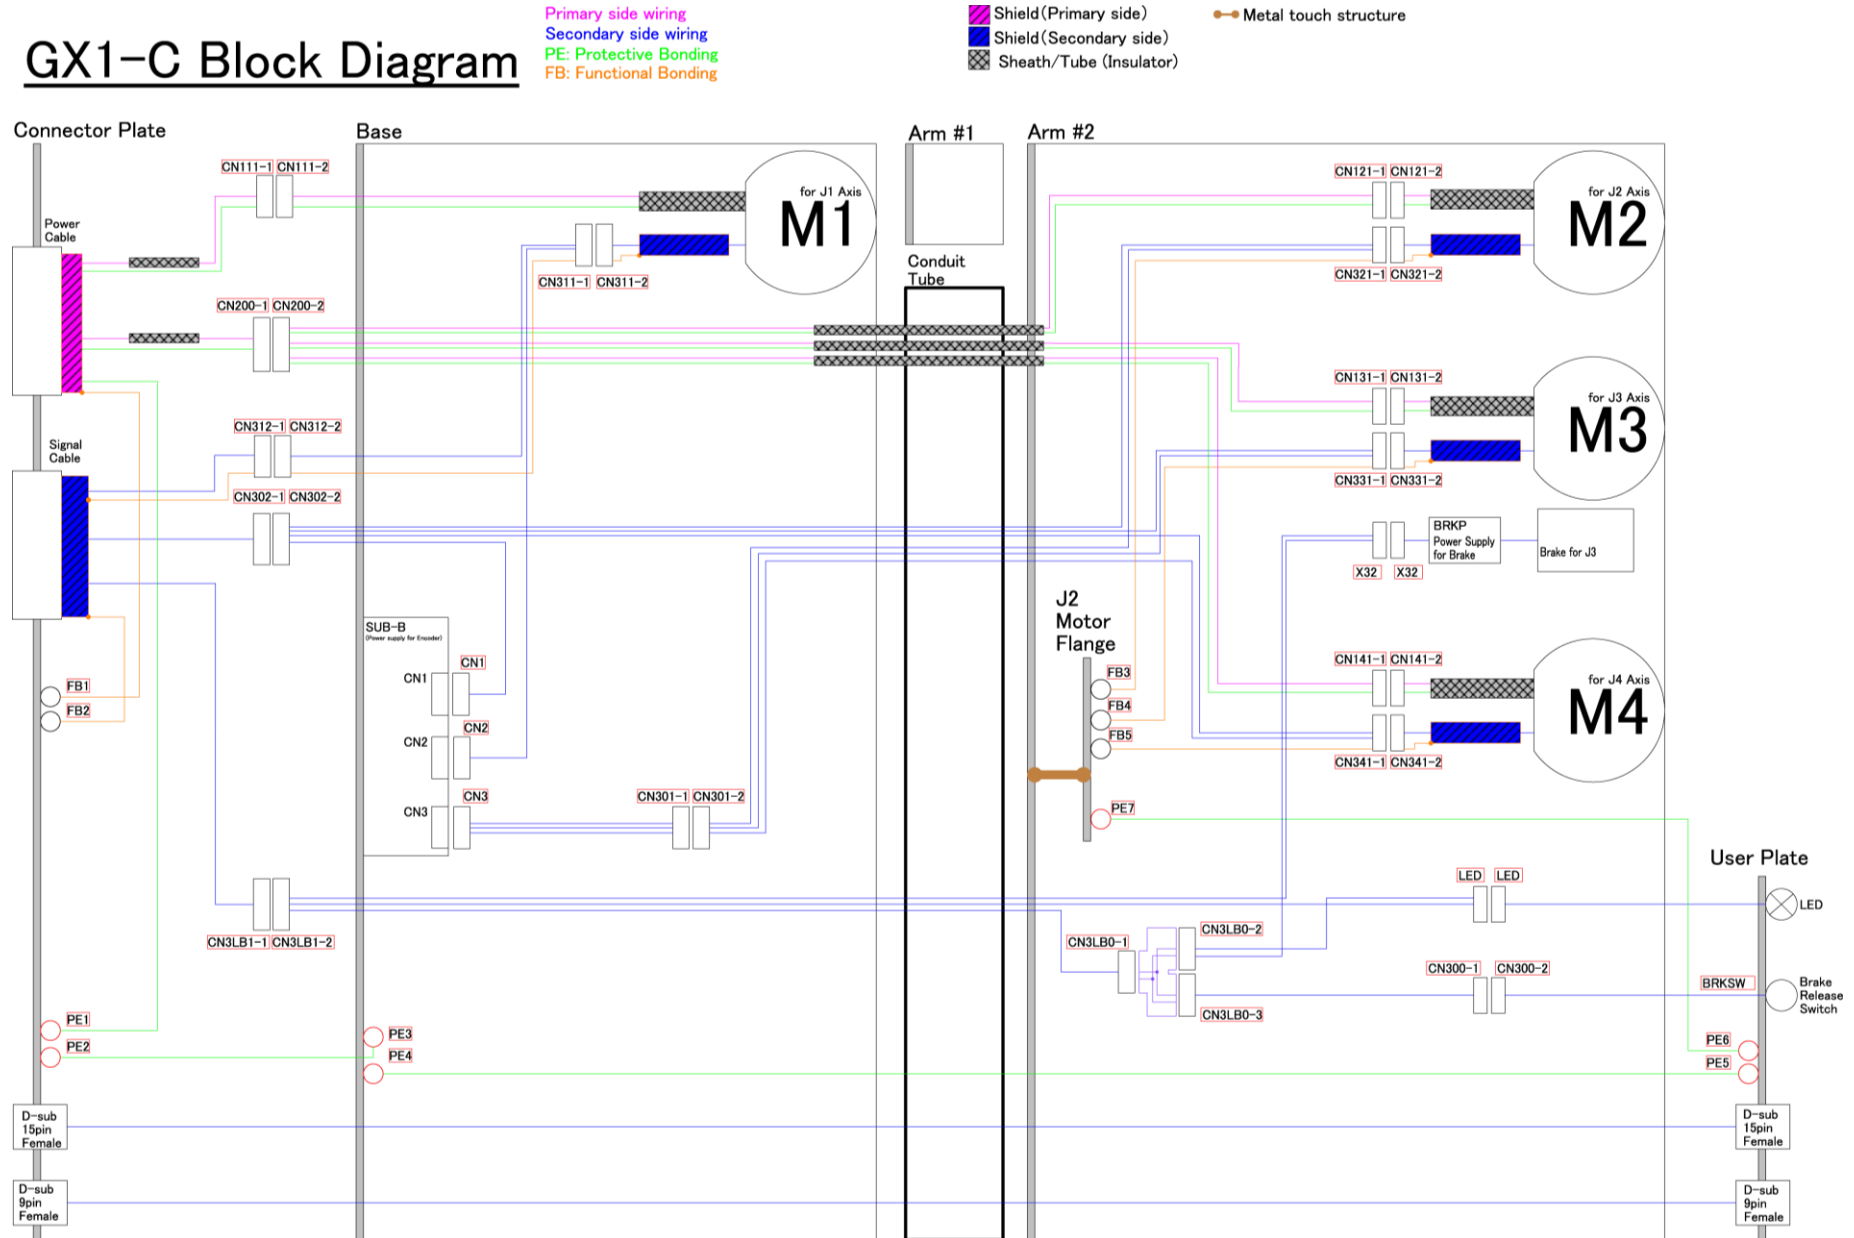 GX1-C Block Diagram
Primary side wiring
Secondary side wiring
PE: Protective Bonding
FB: Functional Bonding
Shield(Primary side)
Shield(Secondary side)
Sheath/Tube (Insulator)
Metal touch structure
Connector Plate
Base
Arm #1
Arm #2
CN111-1 CN111-2
for J1 Axis
M1
CN121-1 CN121-2
for J2 Axis
M2
Power
Cable
CN311-1 CN311-2
Conduit
Tube
CN321-1 CN321-2
CN200-1 CN200-2
CN131-1 CN131-2
for J3 Axis
M3
CN312-1 CN312-2
Signal
Cable
CN331-1 CN331-2
CN302-1 CN302-2
BRKP
Power Supply
for Brake
Brake for J3
X32 X32
J2
Motor
Flange
SUB-B
(Power supply for Encoder)
CN1
CN1
CN141-1 CN141-2
for J4 Axis
M4
FB1
FB2
FB3
FB4
FB5
CN2
CN2
CN341-1 CN341-2
CN3
CN3
CN301-1 CN301-2
PE7
User Plate
LED LED
LED
CN3LB1-1 CN3LB1-2
CN3LB0-1
CN3LB0-2
CN300-1 CN300-2
BRKSW
Brake
Release
Switch
CN3LB0-3
PE1
PE2
PE3
PE4
PE6
PE5
D-sub
15pin
Female
D-sub
15pin
Female
D-sub
9pin
Female
D-sub
9pin
Female